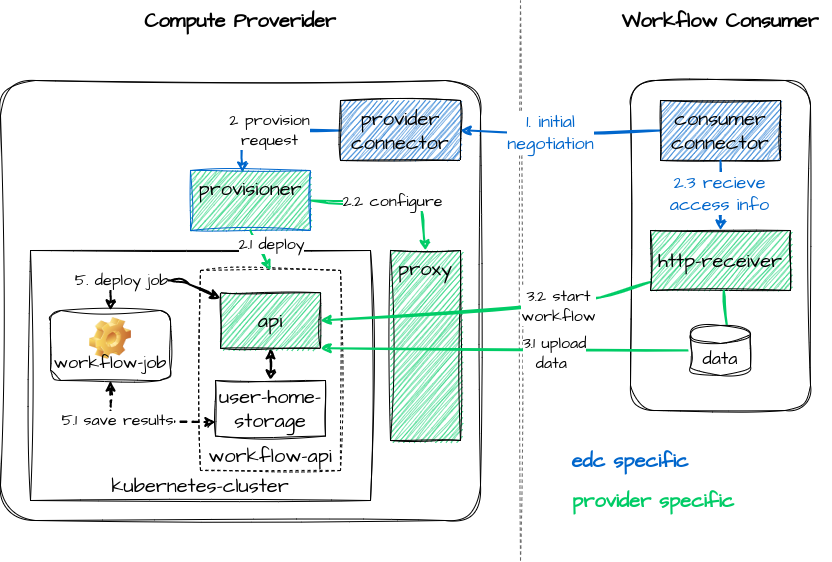 Compute Proverider
Workflow Consumer
2 provision
request
provider
connector
1. initial
negotiation
consumer
connector
provisioner
2.2 configure
2.3 recieve
access info
2.1 deploy
proxy
http-receiver
5. deploy job
api
3.2 start
workflow
workflow-job
3.1 upload
data
data
user-home-
storage
5.1 save results
workflow-api
kubernetes-cluster
edc specific
provider specific